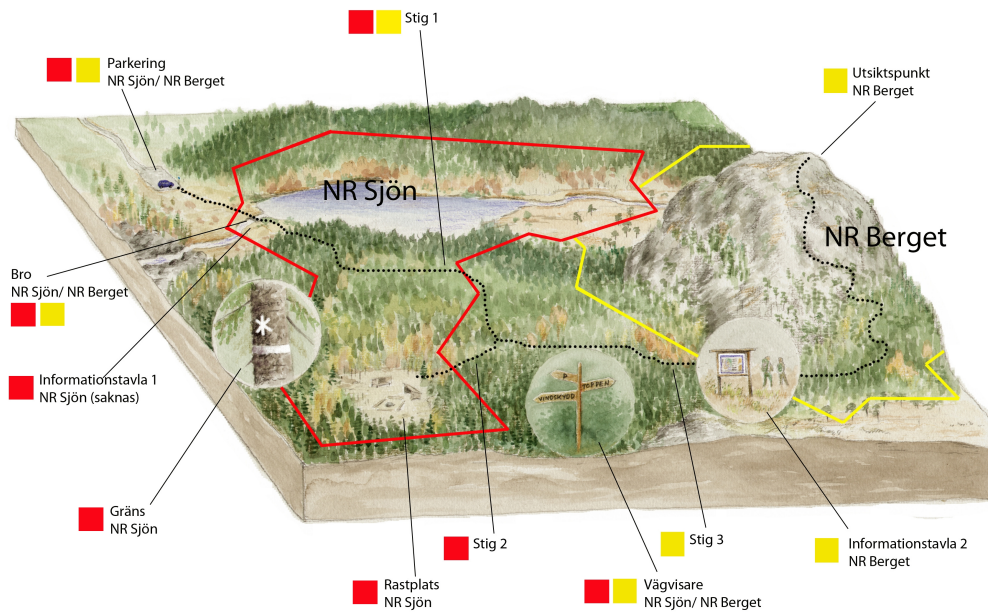 Stig 1
Parkering
NR Sjön/ NR Berget
Utsiktspunkt
NR Berget
NR Sjön
NR Berget
Bro
NR Sjön/ NR Berget
Informationstavla 1
NR Sjön (saknas)
P
TOPPEN
VINDSKYDD
Gräns
NR Sjön
Stig 2
Stig 3
Informationstavla 2
NR Berget
Rastplats
NR Sjön
Vägvisare
NR Sjön/ NR Berget